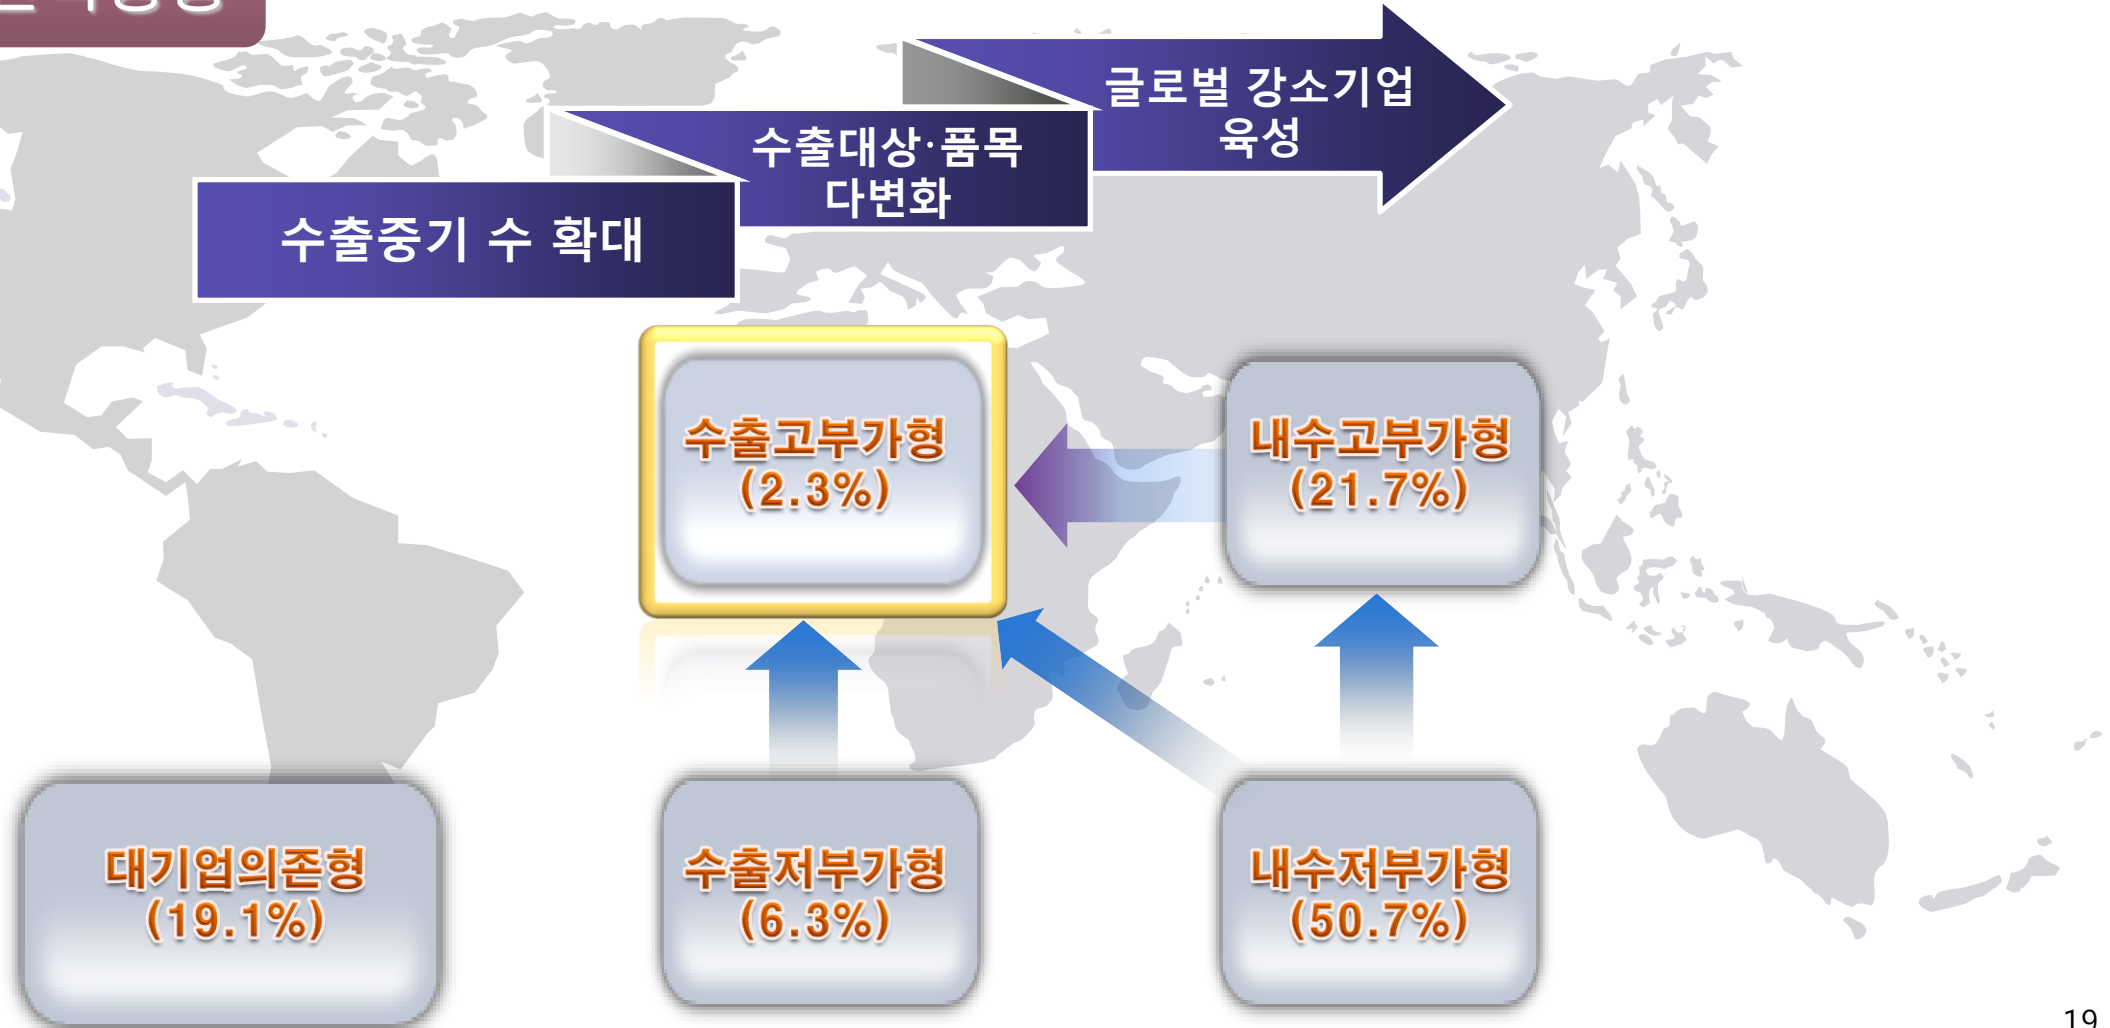 글로벌 강소기업
육성
수출대상·품목
다변화
수출중기 수 확대
수출고부가형
(2.3%)
내수고부가형
(21.7%)
대기업의존형
(19.1%)
수출저부가형
(6.3%)
내수저부가형
(50.7%)
19